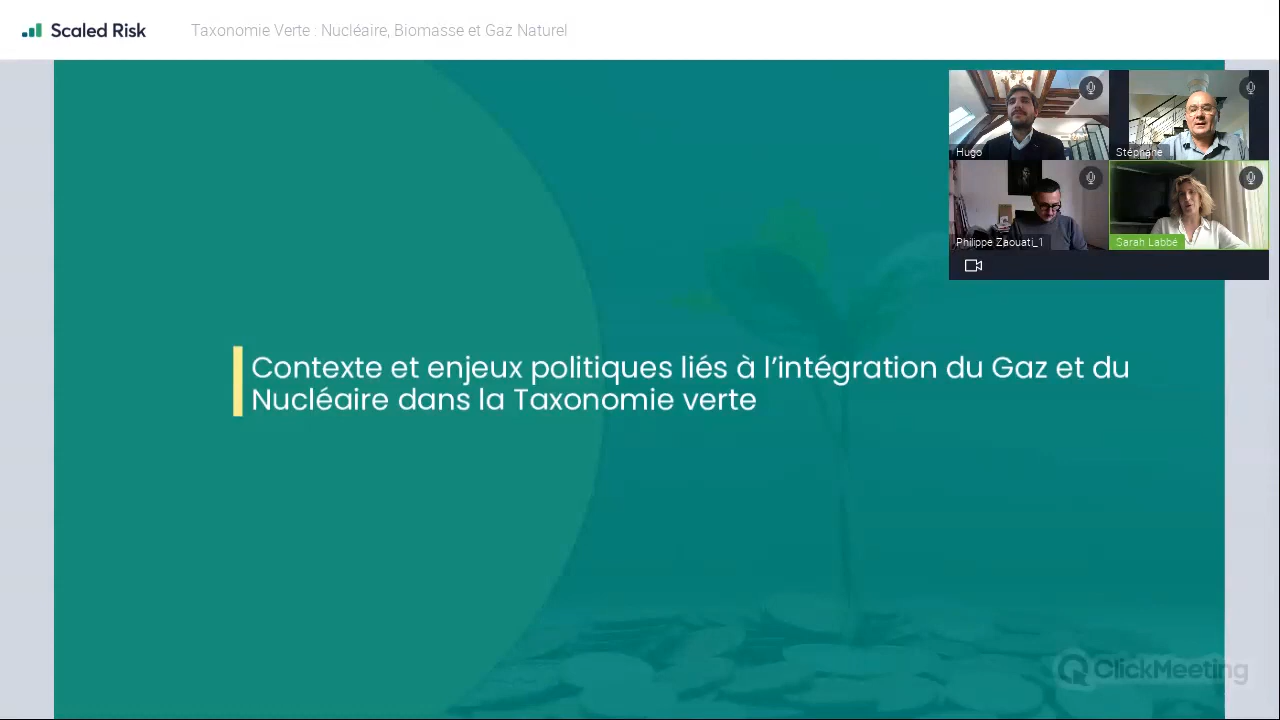 Scaled Risk
Taxonomie Verte : Nucléaire, Biomasse et Gaz Naturel
Hugo
Stéphane
Philippe Zaouati_1
Sarah Labbé
Contexte et enjeux politiques liés à l’intégration du Gaz et du
Nucléaire dans la Taxonomie verte
ClickMeeting